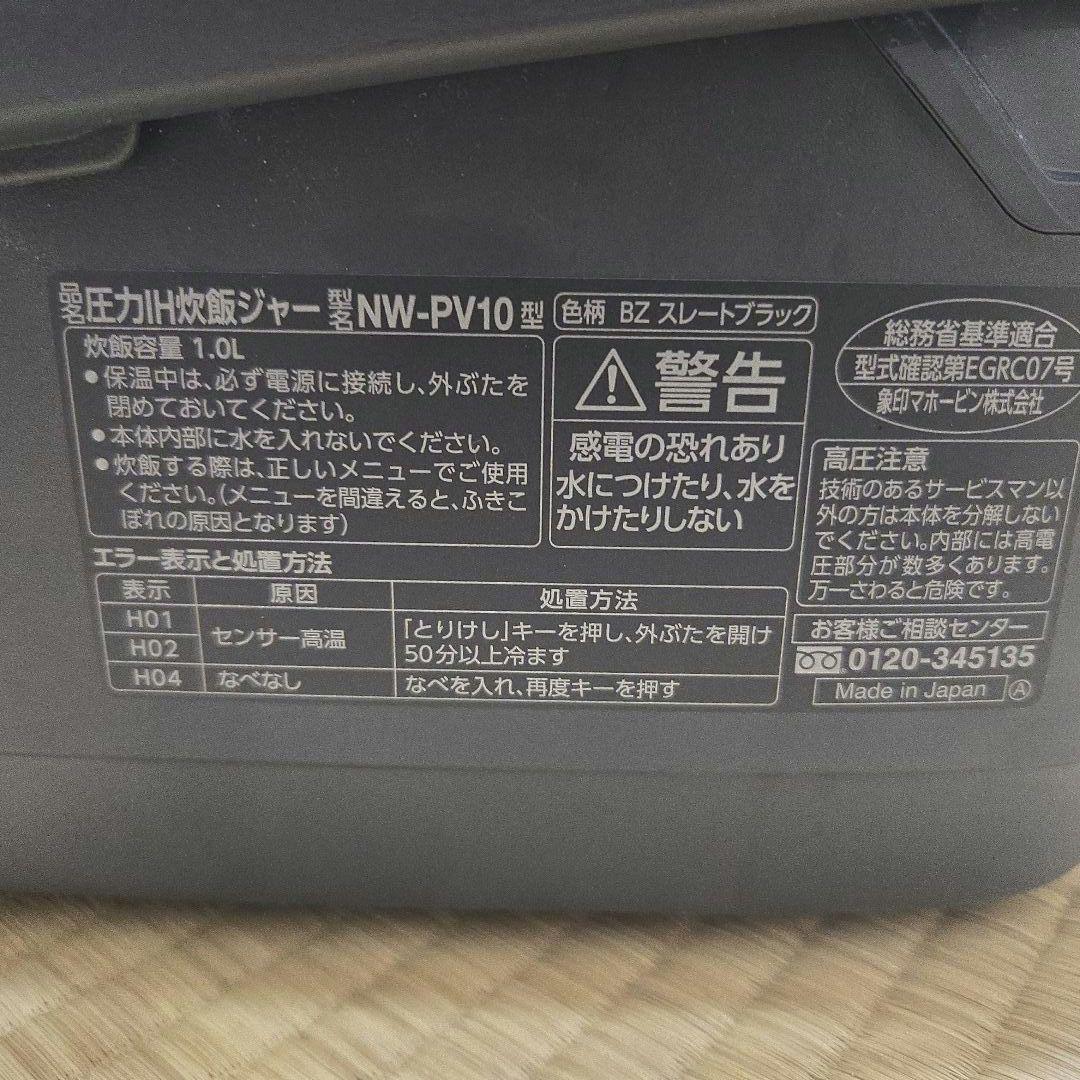 品名 圧力IH炊飯ジャー 型名 NW-PV10 型
色柄 BZ スレートブラック
炊飯容量 1.0L
●保温中は、必ず電源に接続し、外ぶたを
閉めておいてください。
●本体内部に水を入れないでください。
●炊飯する際は、正しいメニューでご使用
ください。(メニューを間違えると、ふきこ
ぼれの原因となります)
警告
感電の恐れあり
水につけたり、水を
かけたりしない
総務省基準適合
型式確認第EGRC07号
象印マホービン株式会社
高圧注意
技術のあるサービスマン以
外の方は本体を分解しない
でください。内部には高電
圧部分が数多くあります。
万一さわると危険です。
エラー表示と処置方法
表示 原因 処置方法
H01
H02
センサー高温
「とりけし」キーを押し、外ぶたを開け
50分以上冷ます
H04 なべなし なべを入れ、再度キーを押す
お客様ご相談センター
0120-345135
Made in Japan Ⓐ